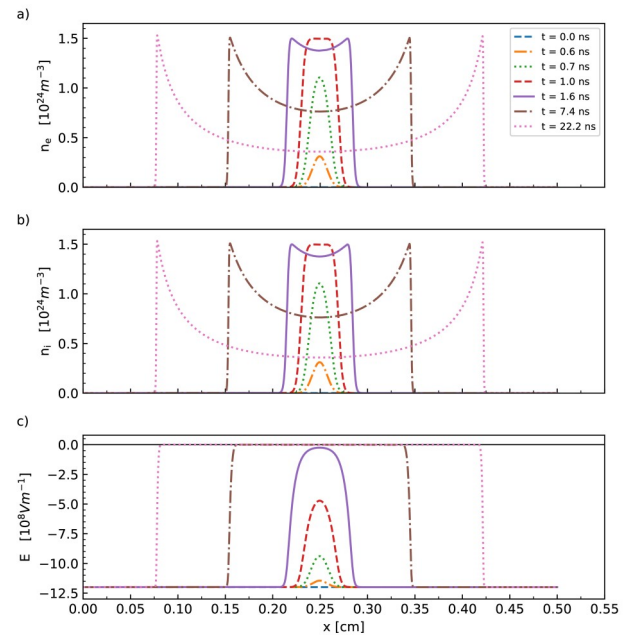 a)
1.5
1.0
0.5
0.0
n_e [10^24 m^-3]
t = 0.0 ns
t = 0.6 ns
t = 0.7 ns
t = 1.0 ns
t = 1.6 ns
t = 7.4 ns
t = 22.2 ns
b)
1.5
1.0
0.5
0.0
n_i [10^24 m^-3]
c)
0.0
−2.5
−5.0
−7.5
−10.0
−12.5
E [10^8 Vm^-1]
0.00 0.05 0.10 0.15 0.20 0.25 0.30 0.35 0.40 0.45 0.50 0.55
x [cm]